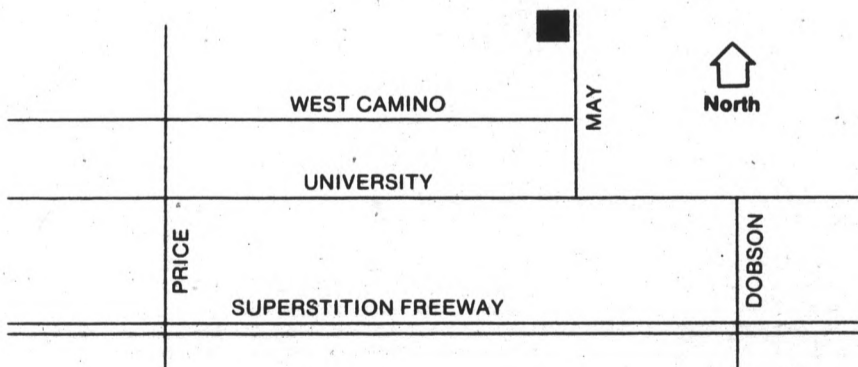 WEST CAMINO
MAY
North
UNIVERSITY
PRICE
DOBSON
SUPERSTITION FREEWAY